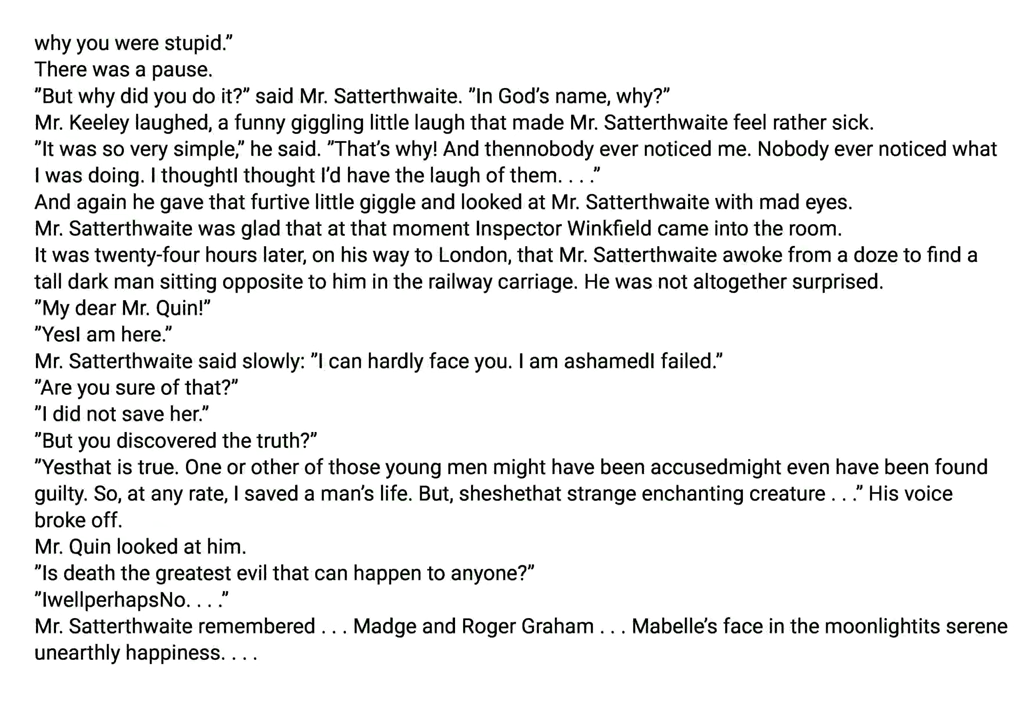 why you were stupid.”
There was a pause.
”But why did you do it?” said Mr. Satterthwaite. ”In God’s name, why?”
Mr. Keeley laughed, a funny giggling little laugh that made Mr. Satterthwaite feel rather sick.
”It was so very simple,” he said. ”That’s why! And thennobody ever noticed me. Nobody ever noticed what
I was doing. I thoughtI thought I’d have the laugh of them. . . .”
And again he gave that furtive little giggle and looked at Mr. Satterthwaite with mad eyes.
Mr. Satterthwaite was glad that at that moment Inspector Winkfield came into the room.
It was twenty-four hours later, on his way to London, that Mr. Satterthwaite awoke from a doze to find a
tall dark man sitting opposite to him in the railway carriage. He was not altogether surprised.
”My dear Mr. Quin!”
”YesI am here.”
Mr. Satterthwaite said slowly: ”I can hardly face you. I am ashamedI failed.”
”Are you sure of that?”
”I did not save her.”
”But you discovered the truth?”
”Yesthat is true. One or other of those young men might have been accusedmight even have been found
guilty. So, at any rate, I saved a man’s life. But, sheshethat strange enchanting creature . . .” His voice
broke off.
Mr. Quin looked at him.
”Is death the greatest evil that can happen to anyone?”
”IwellperhapsNo. . . .”
Mr. Satterthwaite remembered . . . Madge and Roger Graham . . . Mabelle’s face in the moonlightits serene
unearthly happiness. . . .